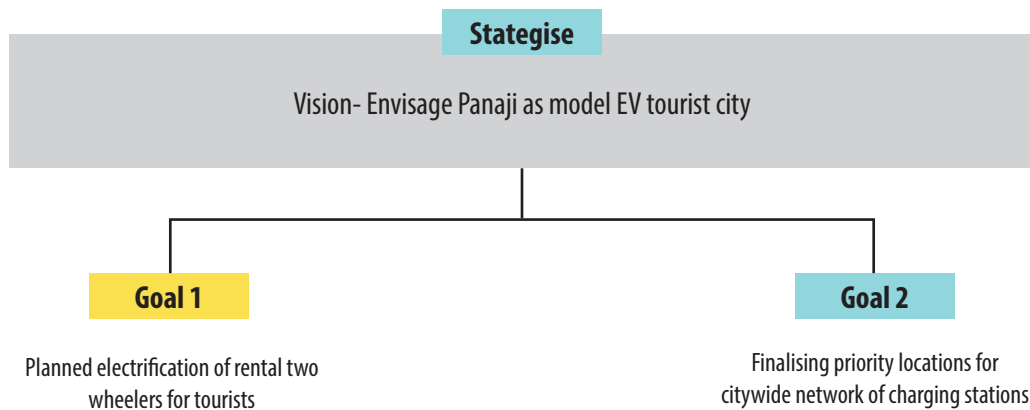 Stategise
Vision- Envisage Panaji as model EV tourist city
Goal 1
Planned electrification of rental two
wheelers for tourists
Goal 2
Finalising priority locations for
citywide network of charging stations